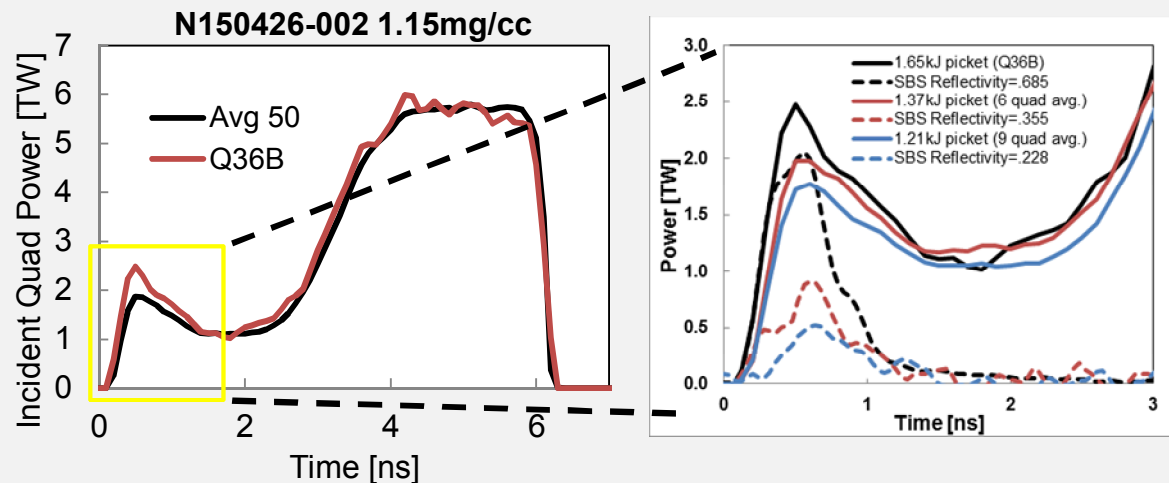 N150426-002 1.15mg/cc
7
6
5
4
3
2
1
0
Incident Quad Power [TW]
Avg 50
Q36B
0
2
4
6
Time [ns]
3.0
2.5
2.0
1.5
1.0
0.5
0.0
Power [TW]
1.65kJ picket (Q36B)
SBS Reflectivity=.685
1.37kJ picket (6 quad avg.)
SBS Reflectivity=.355
1.21kJ picket (9 quad avg.)
SBS Reflectivity=.228
0
1
2
3
Time [ns]